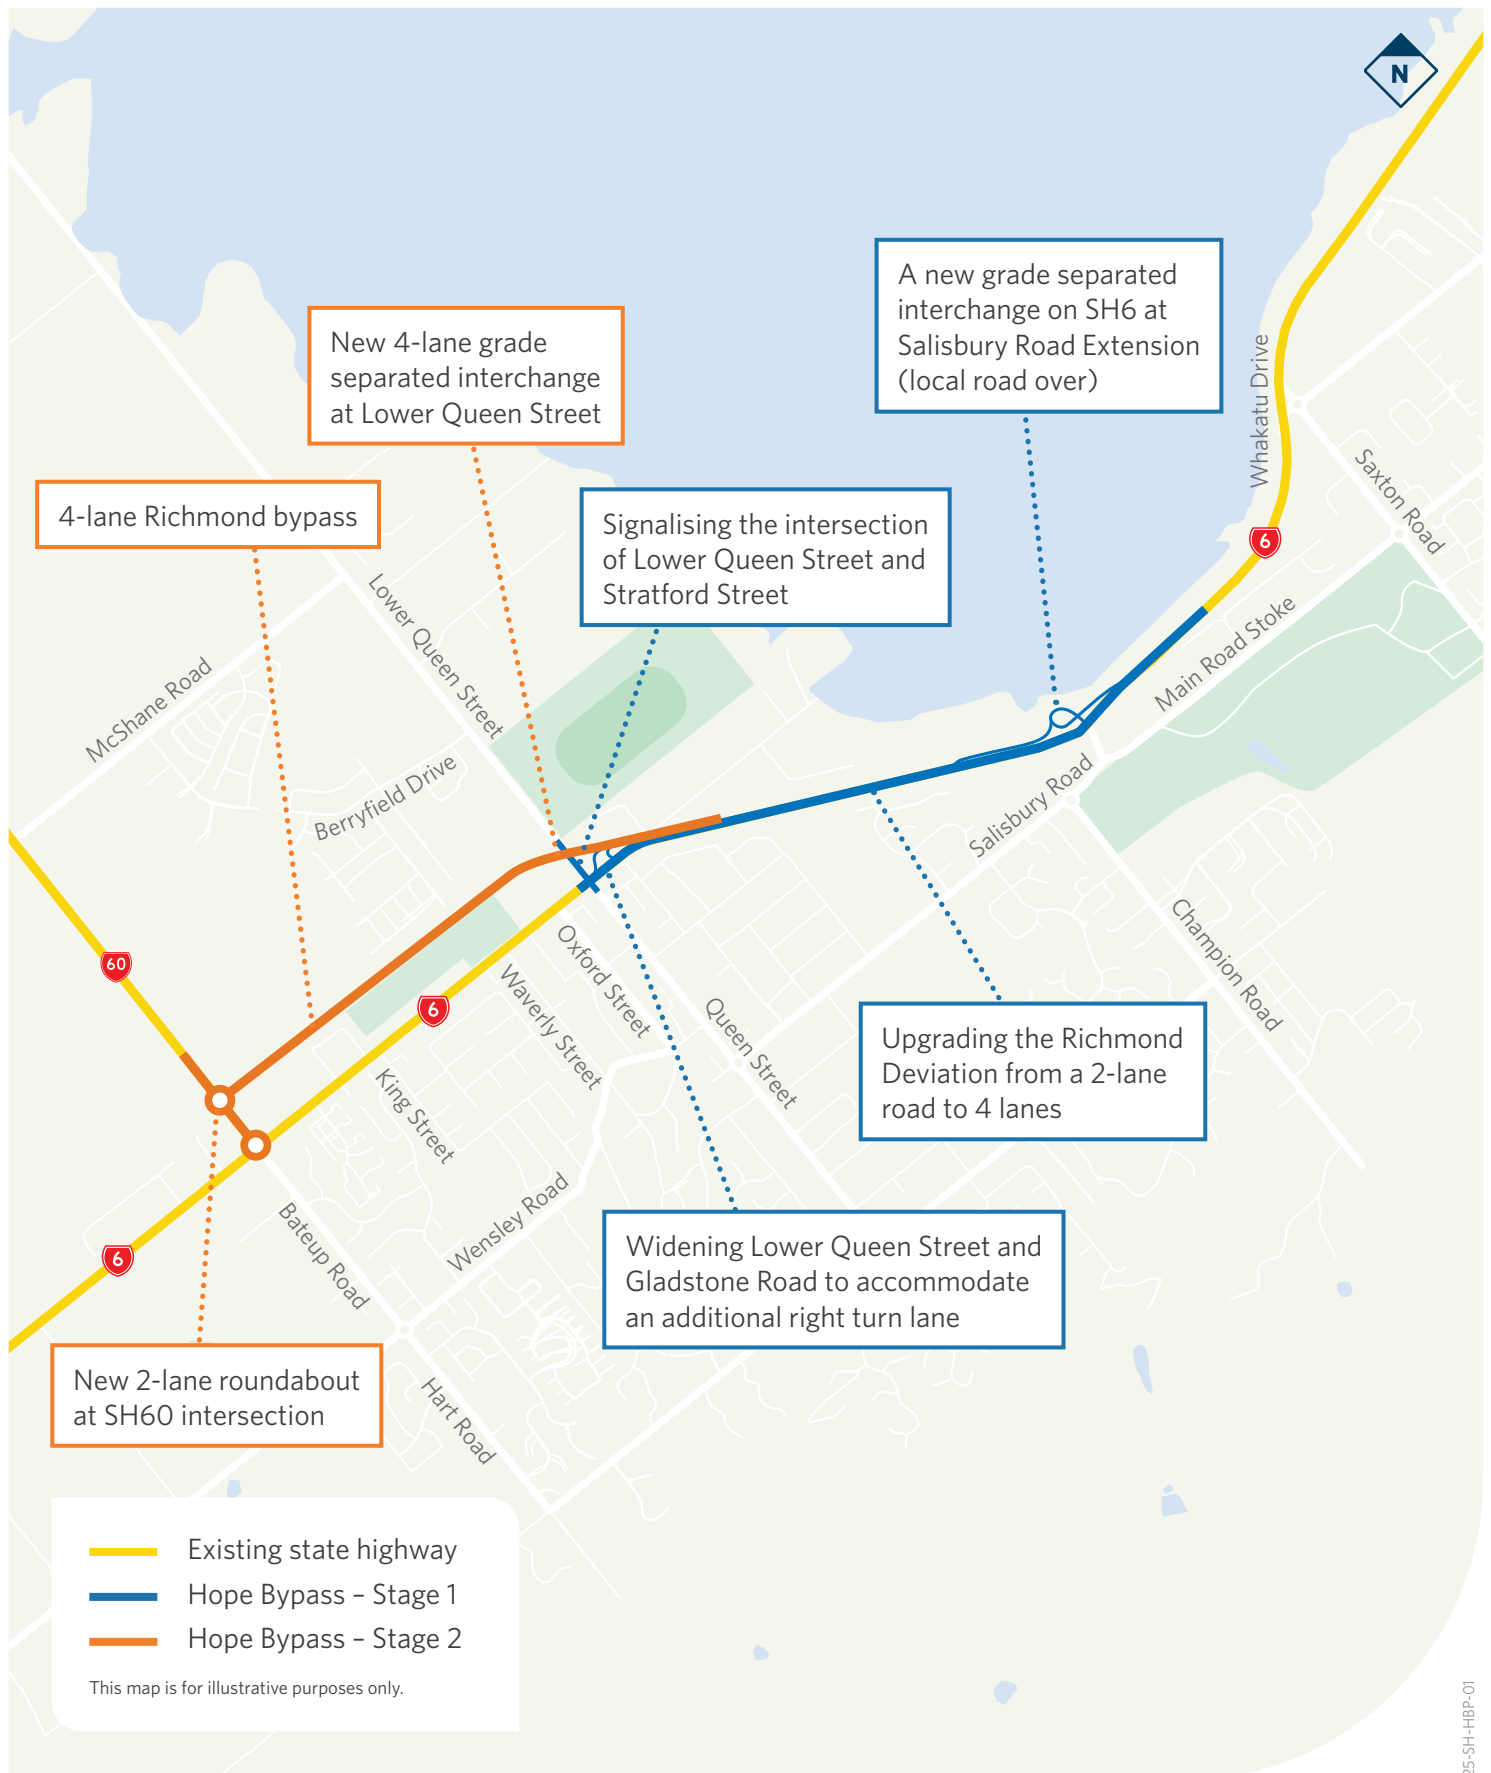 N
A new grade separated
interchange on SH6 at
Salisbury Road Extension
(local road over)
New 4-lane grade
separated interchange
at Lower Queen Street
Whakatu Drive
4-lane Richmond bypass
Signalising the intersection
of Lower Queen Street and
Stratford Street
Saxton Road
6
Lower Queen Street
Main Road Stoke
McShane Road
Berryfield Drive
Salisbury Road
Champion Road
60
6
Oxford Street
Waverly Street
Queen Street
Upgrading the Richmond
Deviation from a 2-lane
road to 4 lanes
King Street
Wensley Road
Bateup Road
6
Widening Lower Queen Street and
Gladstone Road to accommodate
an additional right turn lane
New 2-lane roundabout
at SH60 intersection
Hart Road
Existing state highway
Hope Bypass – Stage 1
Hope Bypass – Stage 2
This map is for illustrative purposes only.
25-SH-HBP-01